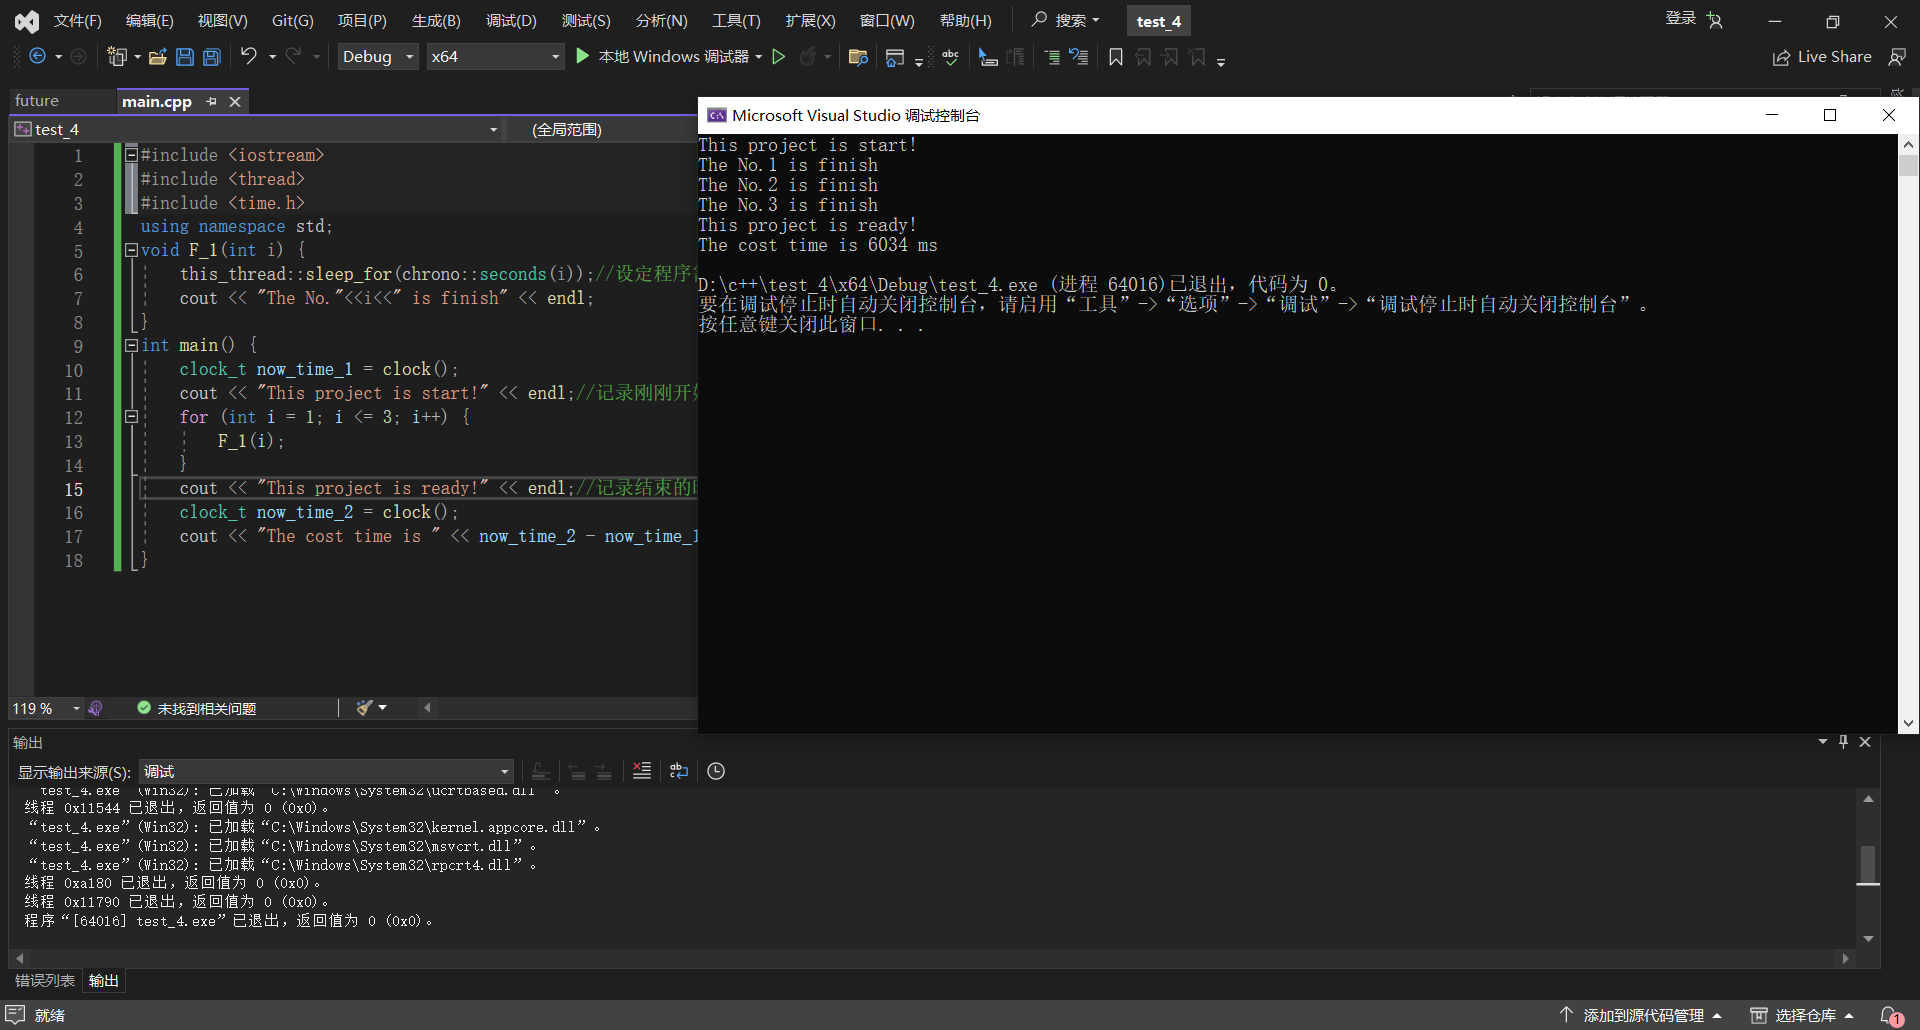 文件(F) 编辑(E) 视图(V) Git(G) 项目(P) 生成(B) 调试(D) 测试(S) 分析(N) 工具(T) 扩展(X) 窗口(W) 帮助(H) 搜索 test_4 登录
Debug x64 本地 Windows 调试器 Live Share
future main.cpp
test_4 (全局范围)
1 #include <iostream>
2 #include <thread>
3 #include <time.h>
4 using namespace std;
5 void F_1(int i) {
6 this_thread::sleep_for(chrono::seconds(i));//设定程序
7 cout << "The No."<<i<<" is finish" << endl;
8 }
9 int main() {
10 clock_t now_time_1 = clock();
11 cout << "This project is start!" << endl;//记录刚刚开
12 for (int i = 1; i <= 3; i++) {
13 F_1(i);
14 }
15 cout << "This project is ready!" << endl;//记录结束的
16 clock_t now_time_2 = clock();
17 cout << "The cost time is " << now_time_2 - now_time_1
18 }
Microsoft Visual Studio 调试控制台
This project is start!
The No.1 is finish
The No.2 is finish
The No.3 is finish
This project is ready!
The cost time is 6034 ms
D:\c++\test_4\x64\Debug\test_4.exe (进程 64016)已退出，代码为 0。
要在调试停止时自动关闭控制台，请启用“工具”->“选项”->“调试”->“调试停止时自动关闭控制台”。
按任意键关闭此窗口. . .
119 % 未找到相关问题
输出
显示输出来源(S): 调试
test_4.exe (Win32): 已加载 C:\Windows\System32\ucrtbased.dll 。
线程 0x11544 已退出，返回值为 0 (0x0)。
“test_4.exe”(Win32): 已加载“C:\Windows\System32\kernel.appcore.dll”。
“test_4.exe”(Win32): 已加载“C:\Windows\System32\msvcrt.dll”。
“test_4.exe”(Win32): 已加载“C:\Windows\System32\rpcrt4.dll”。
线程 0xa180 已退出，返回值为 0 (0x0)。
线程 0x11790 已退出，返回值为 0 (0x0)。
程序“[64016] test_4.exe”已退出，返回值为 0 (0x0)。
错误列表 输出
就绪 添加到源代码管理 选择仓库 1